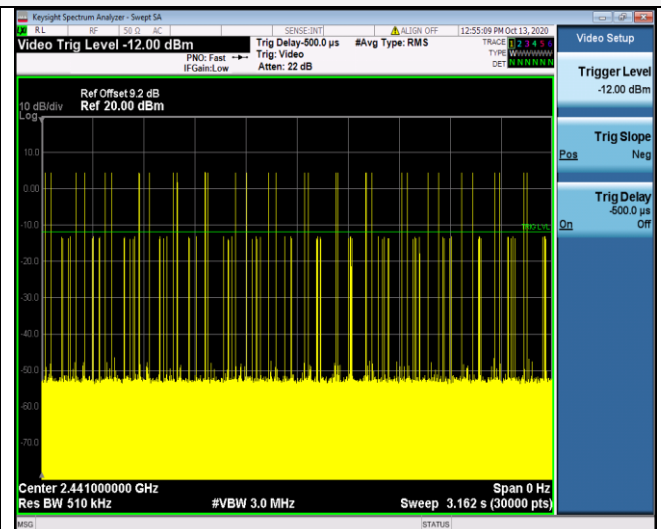 Keysight Spectrum Analyzer - Swept SA
RL RF 50 Ω AC SENSE:INT ALIGN OFF 12:55:09 PM Oct 13, 2020
Video Trig Level -12.00 dBm
PNO: Fast
IFGain:Low
Trig Delay-500.0 µs
Trig: Video
Atten: 22 dB
#Avg Type: RMS
TRACE 1 2 3 4 5 6
TYPE WWWWWW
DET N N N N N N
Ref Offset 9.2 dB
10 dB/div Ref 20.00 dBm
Log
10.0
0.00
-10.0
TRIG LVL
-20.0
-30.0
-40.0
-50.0
-60.0
-70.0
Center 2.441000000 GHz Span 0 Hz
Res BW 510 kHz #VBW 3.0 MHz Sweep 3.162 s (30000 pts)
MSG STATUS
Video Setup
Trigger Level
-12.00 dBm
Trig Slope
Pos Neg
Trig Delay
-500.0 µs
On Off